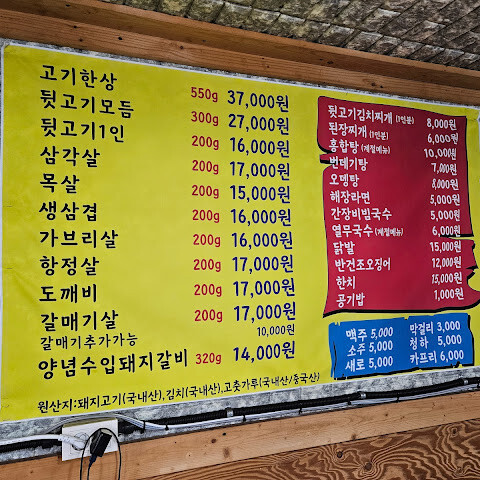 고기한상 550g 37,000원
뒷고기모듬 300g 27,000원
뒷고기1인 200g 16,000원
삼각살 200g 17,000원
목살 200g 15,000원
생삼겹 200g 16,000원
가브리살 200g 16,000원
항정살 200g 17,000원
도깨비 200g 17,000원
갈매기살 200g 17,000원
갈매기추가가능 10,000원
양념수입돼지갈비 320g 14,000원
원산지:돼지고기(국내산),김치(국내산),고춧가루(국내산/중국산)
뒷고기김치찌개 (1인분) 8,000원
된장찌개 (1인분) 6,000원
홍합탕 (계절메뉴) 10,000원
번데기탕 7,000원
오뎅탕 8,000원
해장라면 5,000원
간장비빔국수 5,000원
열무국수 (계절메뉴) 6,000원
닭발 15,000원
반건조오징어 12,000원
한치 15,000원
공기밥 1,000원
맥주 5,000 막걸리 3,000
소주 5,000 청하 5,000
새로 5,000 카프리 6,000